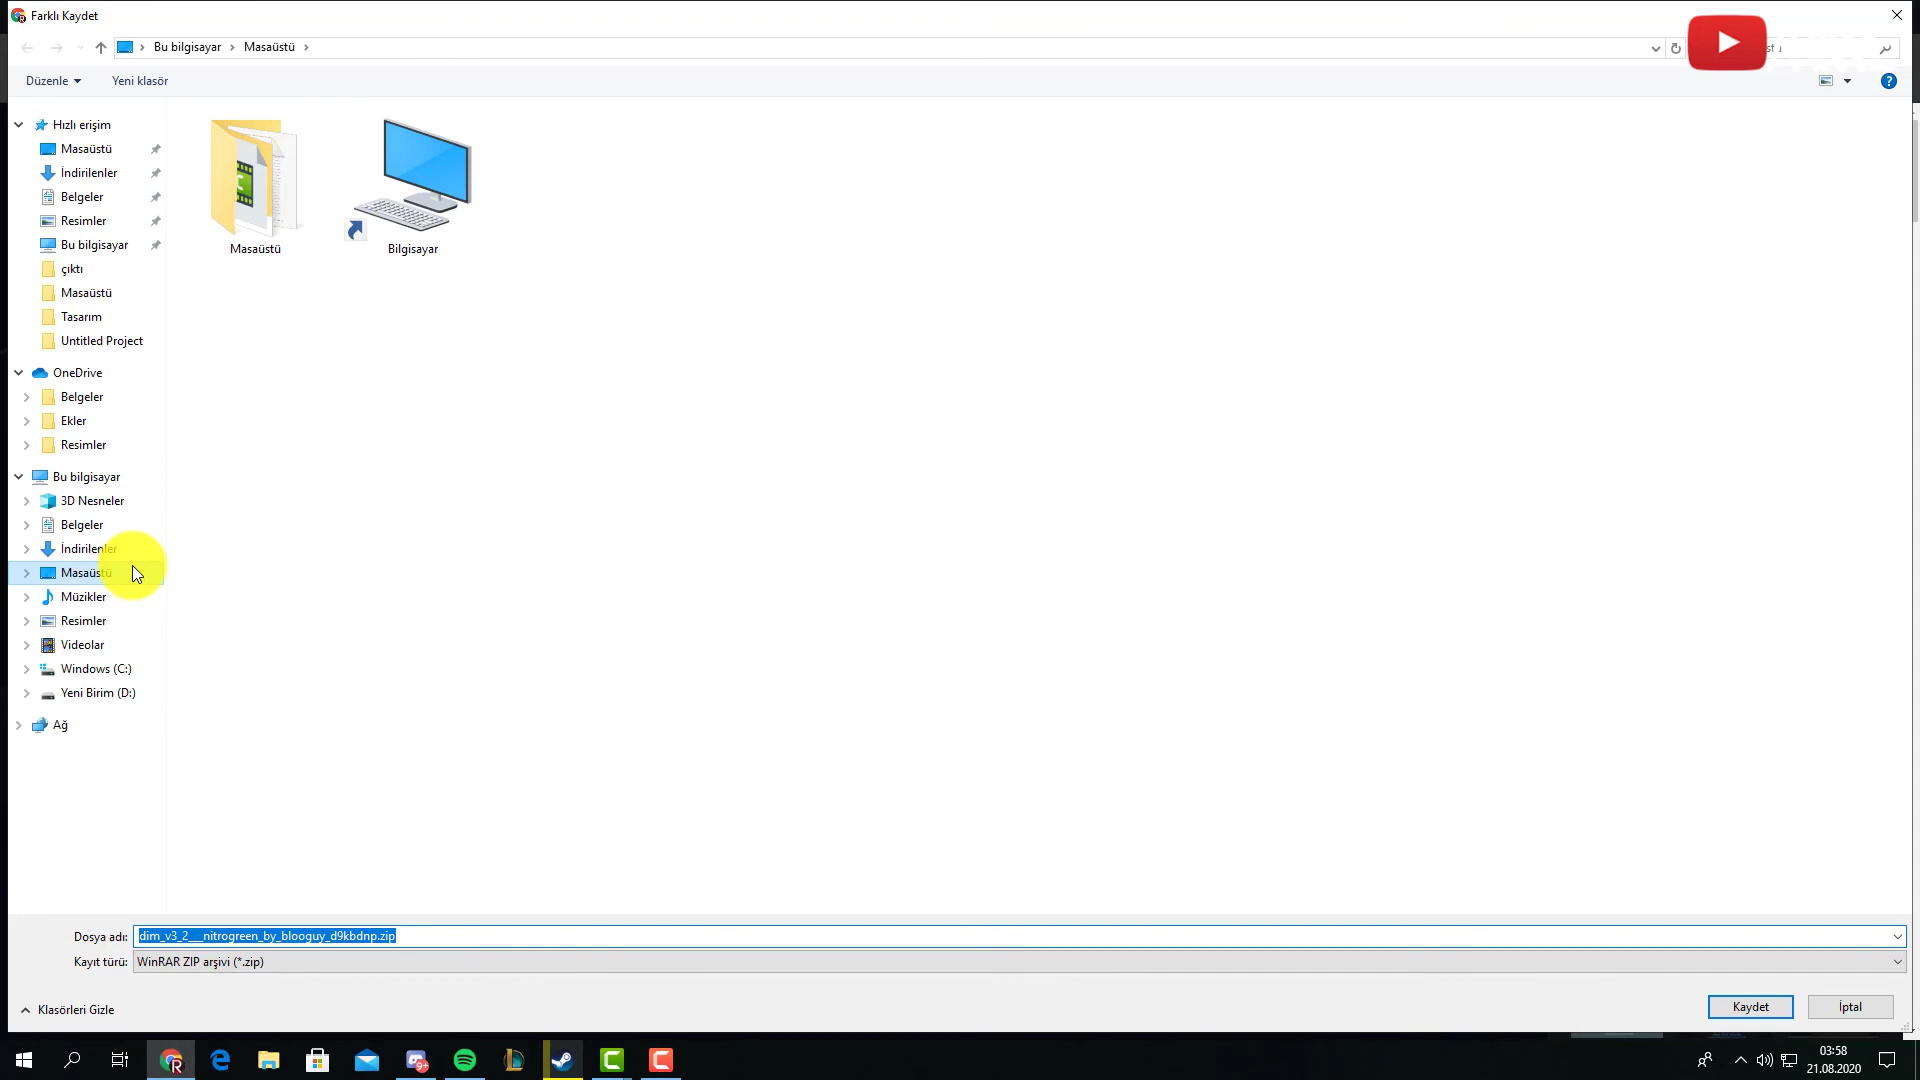 Farklı Kaydet
Bu bilgisayar
Masaüstü
Düzenle
Yeni klasör
Hızlı erişim
Masaüstü
İndirilenler
Belgeler
Resimler
Bu bilgisayar
çıktı
Masaüstü
Tasarım
Untitled Project
OneDrive
Belgeler
Ekler
Resimler
Bu bilgisayar
3D Nesneler
Belgeler
İndirilenler
Masaüstü
Müzikler
Resimler
Videolar
Windows (C:)
Yeni Birim (D:)
Ağ
Masaüstü
Bilgisayar
Dosya adı: dim_v3_2___nitrogreen_by_blooguy_d9kbdnp.zip
Kayıt türü: WinRAR ZIP arşivi (*.zip)
Klasörleri Gizle
Kaydet
İptal
9+
03:58
21.08.2020